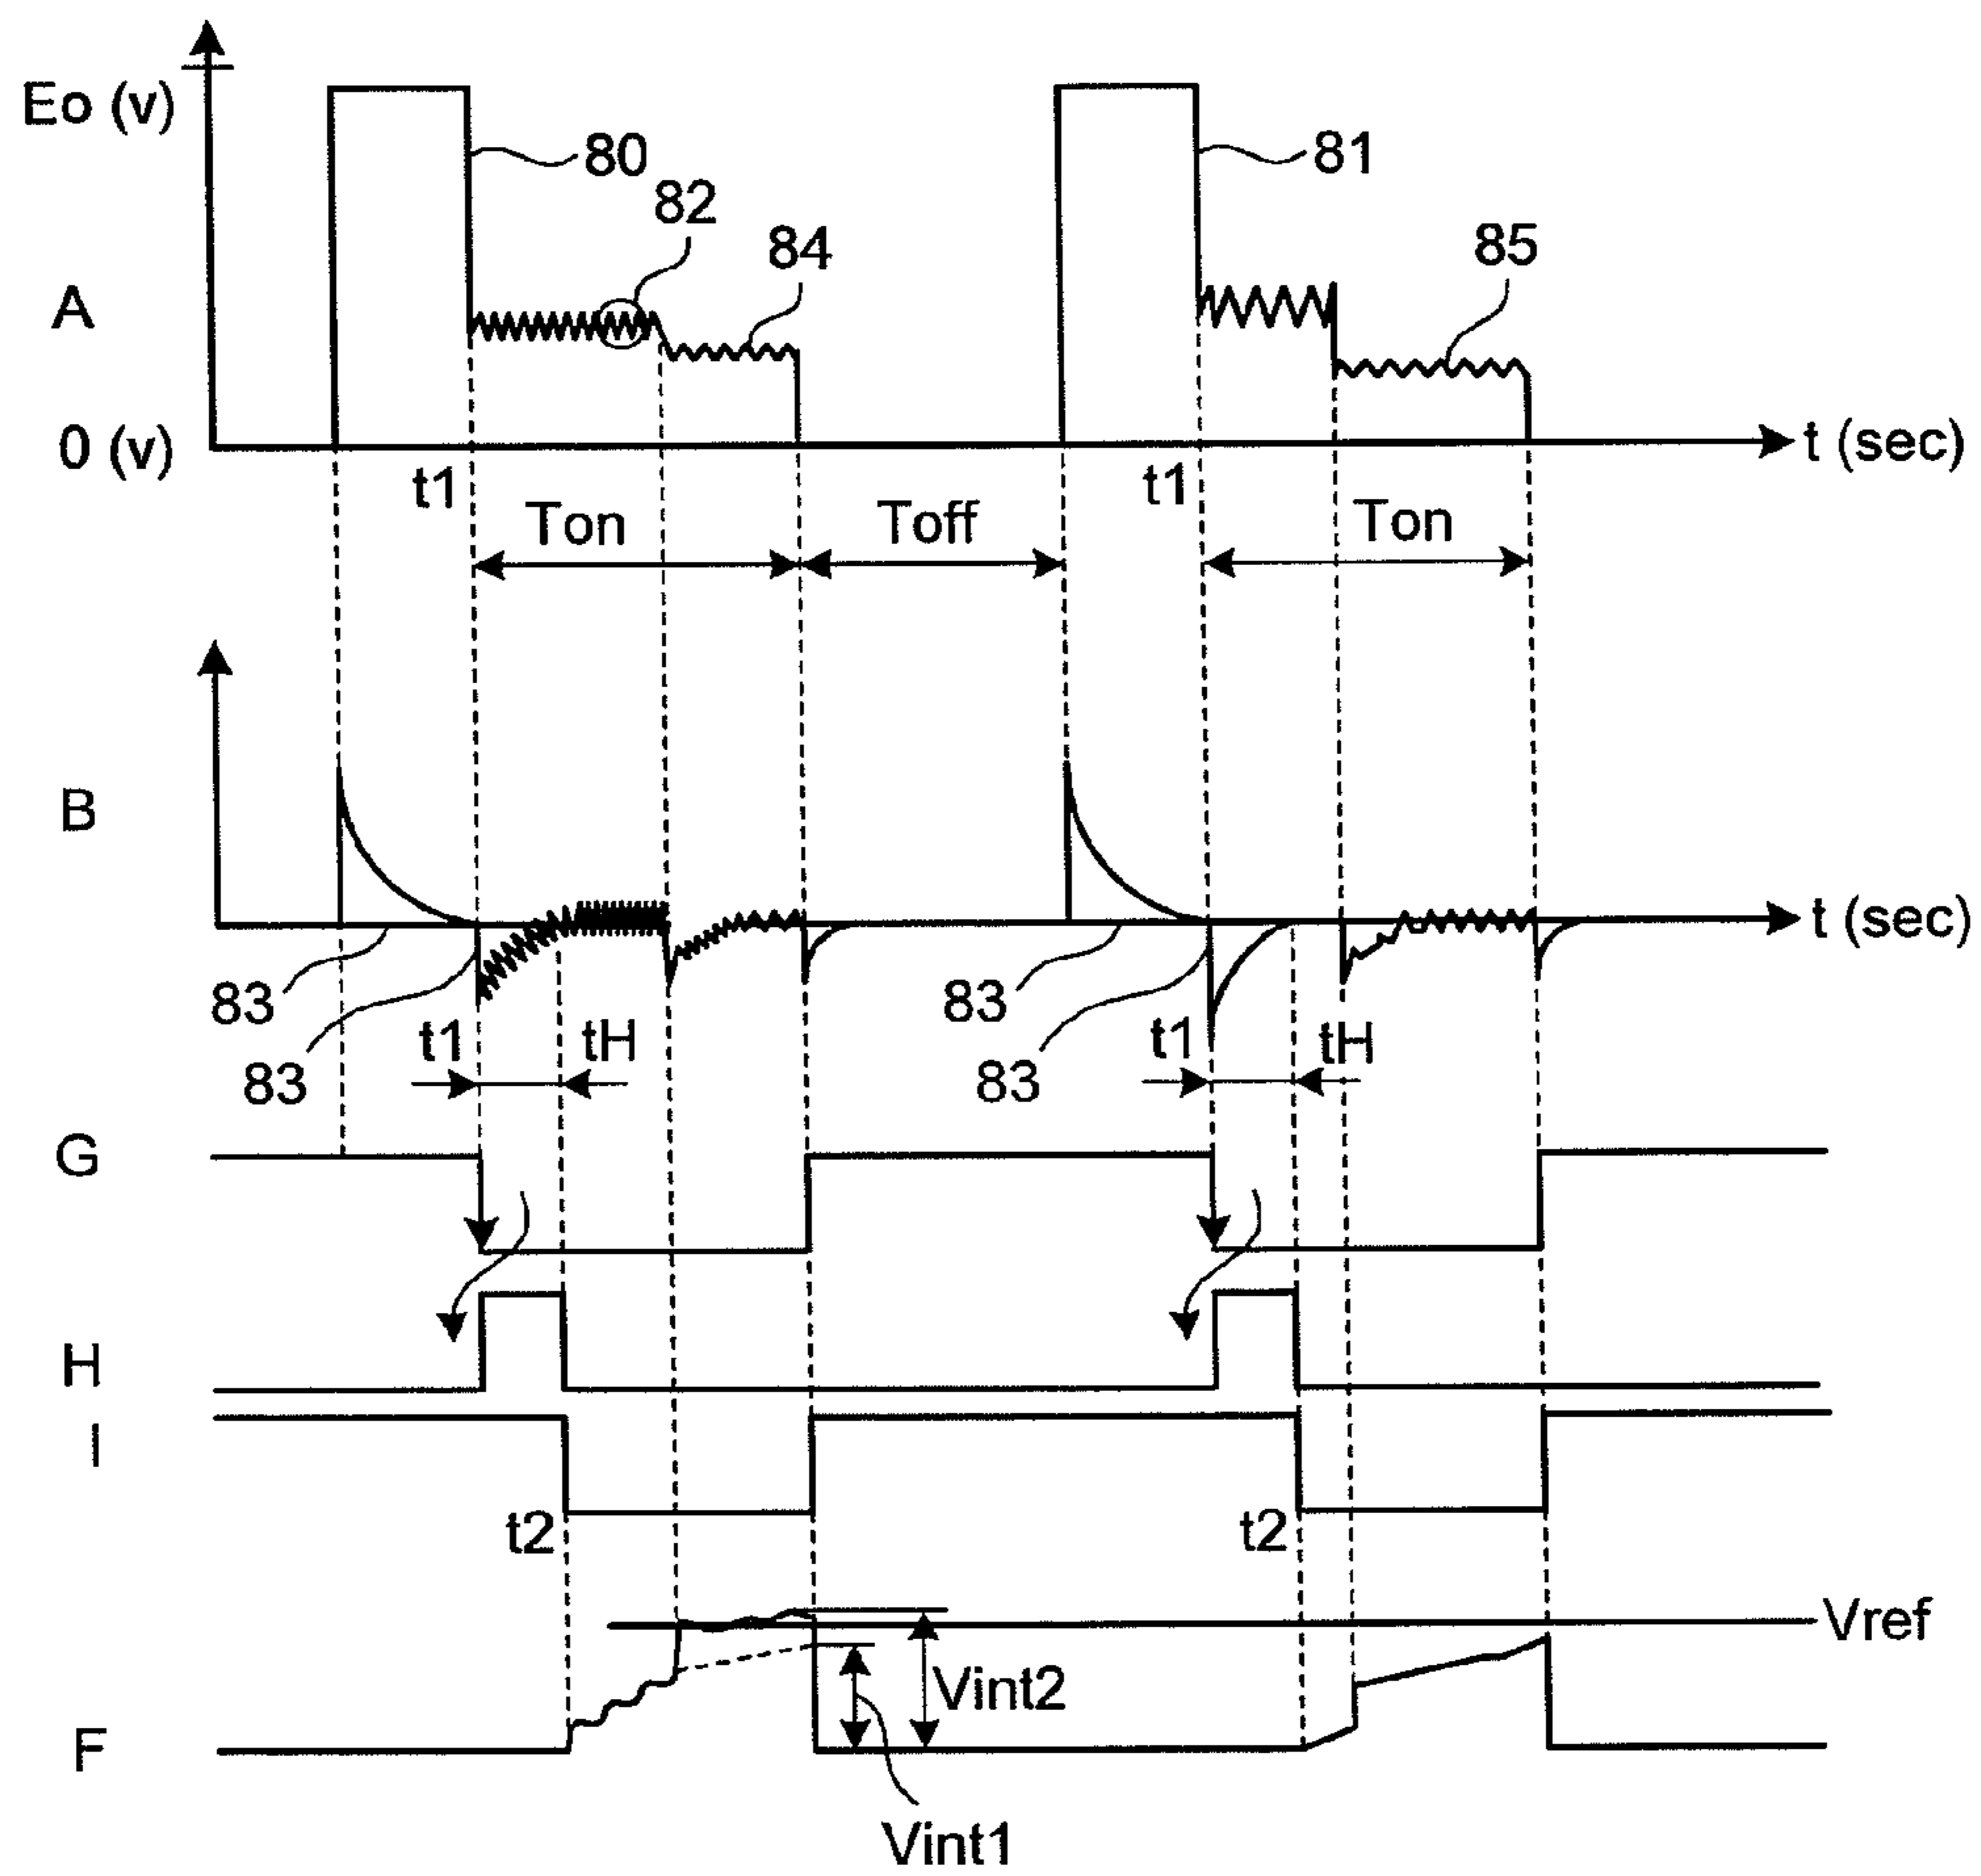 Eo (v)
80
81
82
84
85
A
0 (v)
t (sec)
t1
t1
Ton
Toff
Ton
B
t (sec)
83
83
83
83
t1
tH
t1
tH
G
H
I
t2
t2
Vref
Vint2
F
Vint1